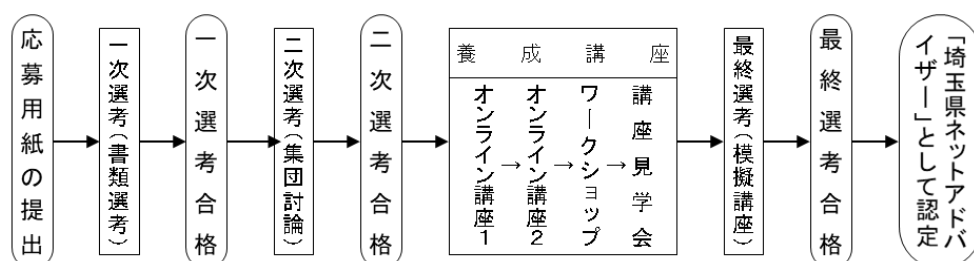 応募用紙の提出
一次選考(書類選考)
一次選考合格
二次選考(集団討論)
二次選考合格
養成講座
オンライン講座1
→
オンライン講座2
→
ワークショップ
→
講座見学会
最終選考(模擬講座)
最終選考合格
「埼玉県ネットアドバ
イザー」として認定